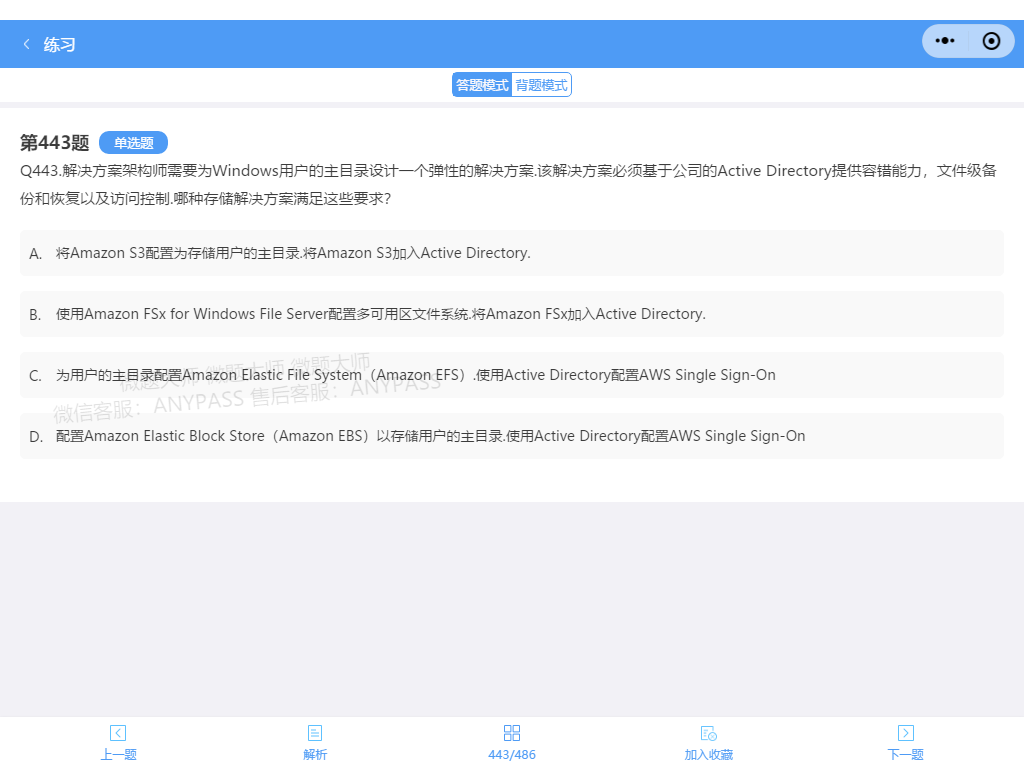 练习
答题模式 背题模式
第443题 单选题
Q443.解决方案架构师需要为Windows用户的主目录设计一个弹性的解决方案.该解决方案必须基于公司的Active Directory提供容错能力，文件级备
份和恢复以及访问控制.哪种存储解决方案满足这些要求?
A. 将Amazon S3配置为存储用户的主目录.将Amazon S3加入Active Directory.
B. 使用Amazon FSx for Windows File Server配置多可用区文件系统.将Amazon FSx加入Active Directory.
微题大师 微题大师 微题大师
C. 为用户的主目录配置Amazon Elastic File System（Amazon EFS）.使用Active Directory配置AWS Single Sign-On
微信客服：ANYPASS 售后客服：ANYPASS
D. 配置Amazon Elastic Block Store（Amazon EBS）以存储用户的主目录.使用Active Directory配置AWS Single Sign-On
上一题 解析 443/486 加入收藏 下一题